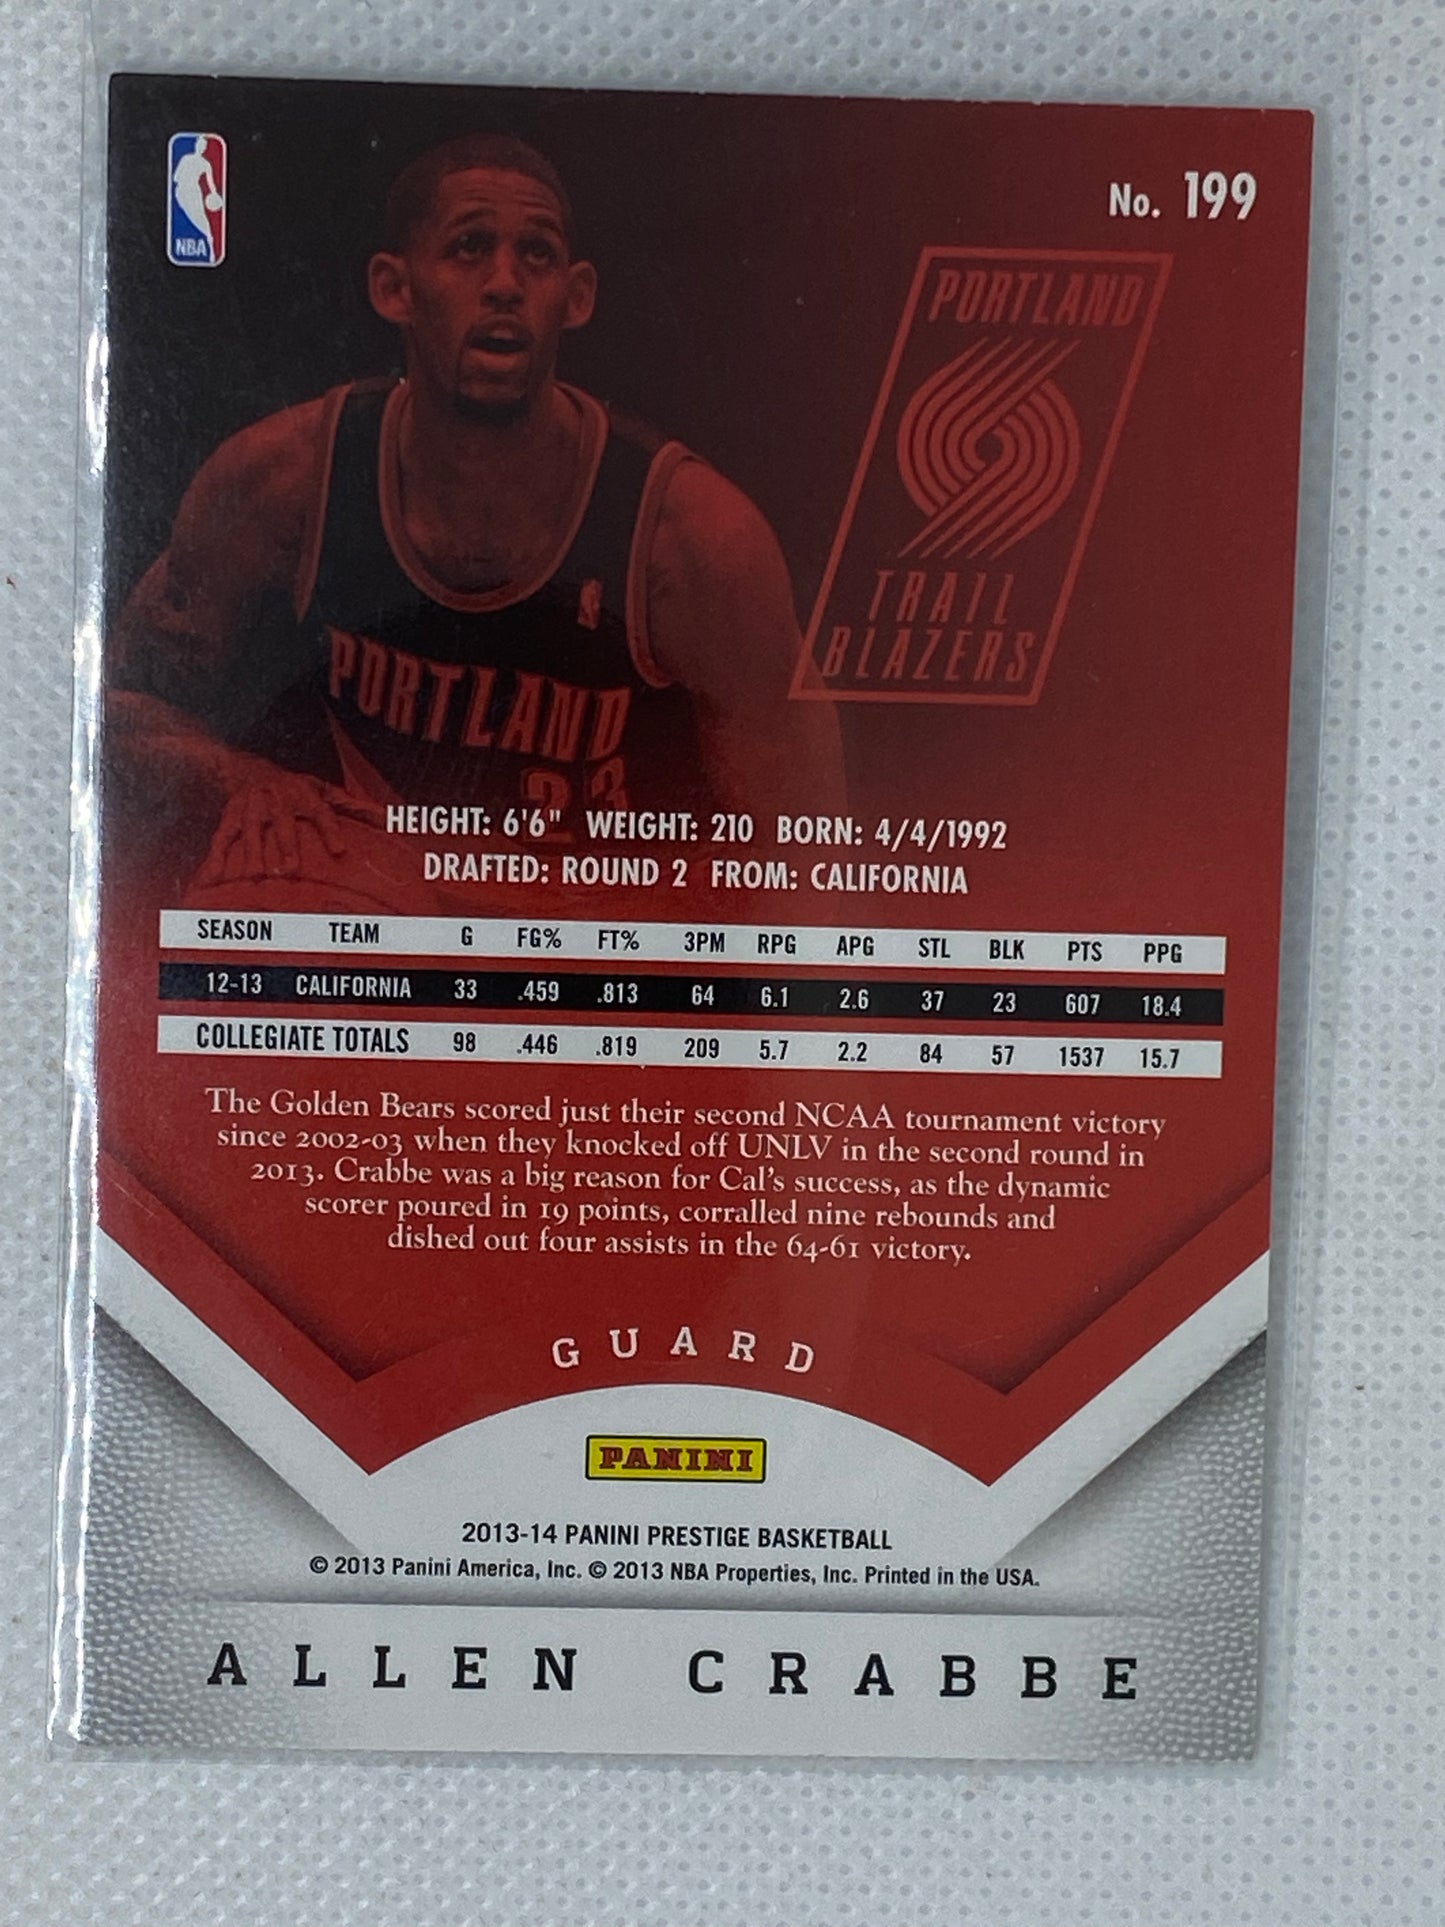 NBA
No. 199
PORTLAND
TRAIL
BLAZERS
PORTLAND
23
HEIGHT: 6'6" WEIGHT: 210 BORN: 4/4/1992
DRAFTED: ROUND 2 FROM: CALIFORNIA
SEASON TEAM G FG% FT% 3PM RPG APG STL BLK PTS PPG
12-13 CALIFORNIA 33 .459 .813 64 6.1 2.6 37 23 607 18.4
COLLEGIATE TOTALS 98 .446 .819 209 5.7 2.2 84 57 1537 15.7
The Golden Bears scored just their second NCAA tournament victory
since 2002-03 when they knocked off UNLV in the second round in
2013. Crabbe was a big reason for Cal's success, as the dynamic
scorer poured in 19 points, corralled nine rebounds and
dished out four assists in the 64-61 victory.
GUARD
PANINI
2013-14 PANINI PRESTIGE BASKETBALL
© 2013 Panini America, Inc. © 2013 NBA Properties, Inc. Printed in the USA.
ALLEN CRABBE